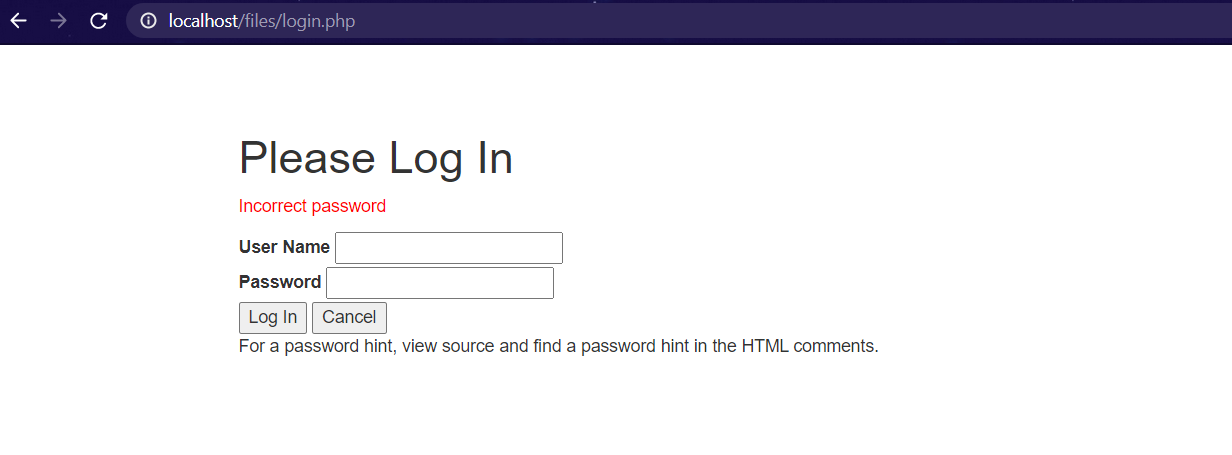 localhost/files/login.php
Please Log In
Incorrect password
User Name
Password
Log In Cancel
For a password hint, view source and find a password hint in the HTML comments.